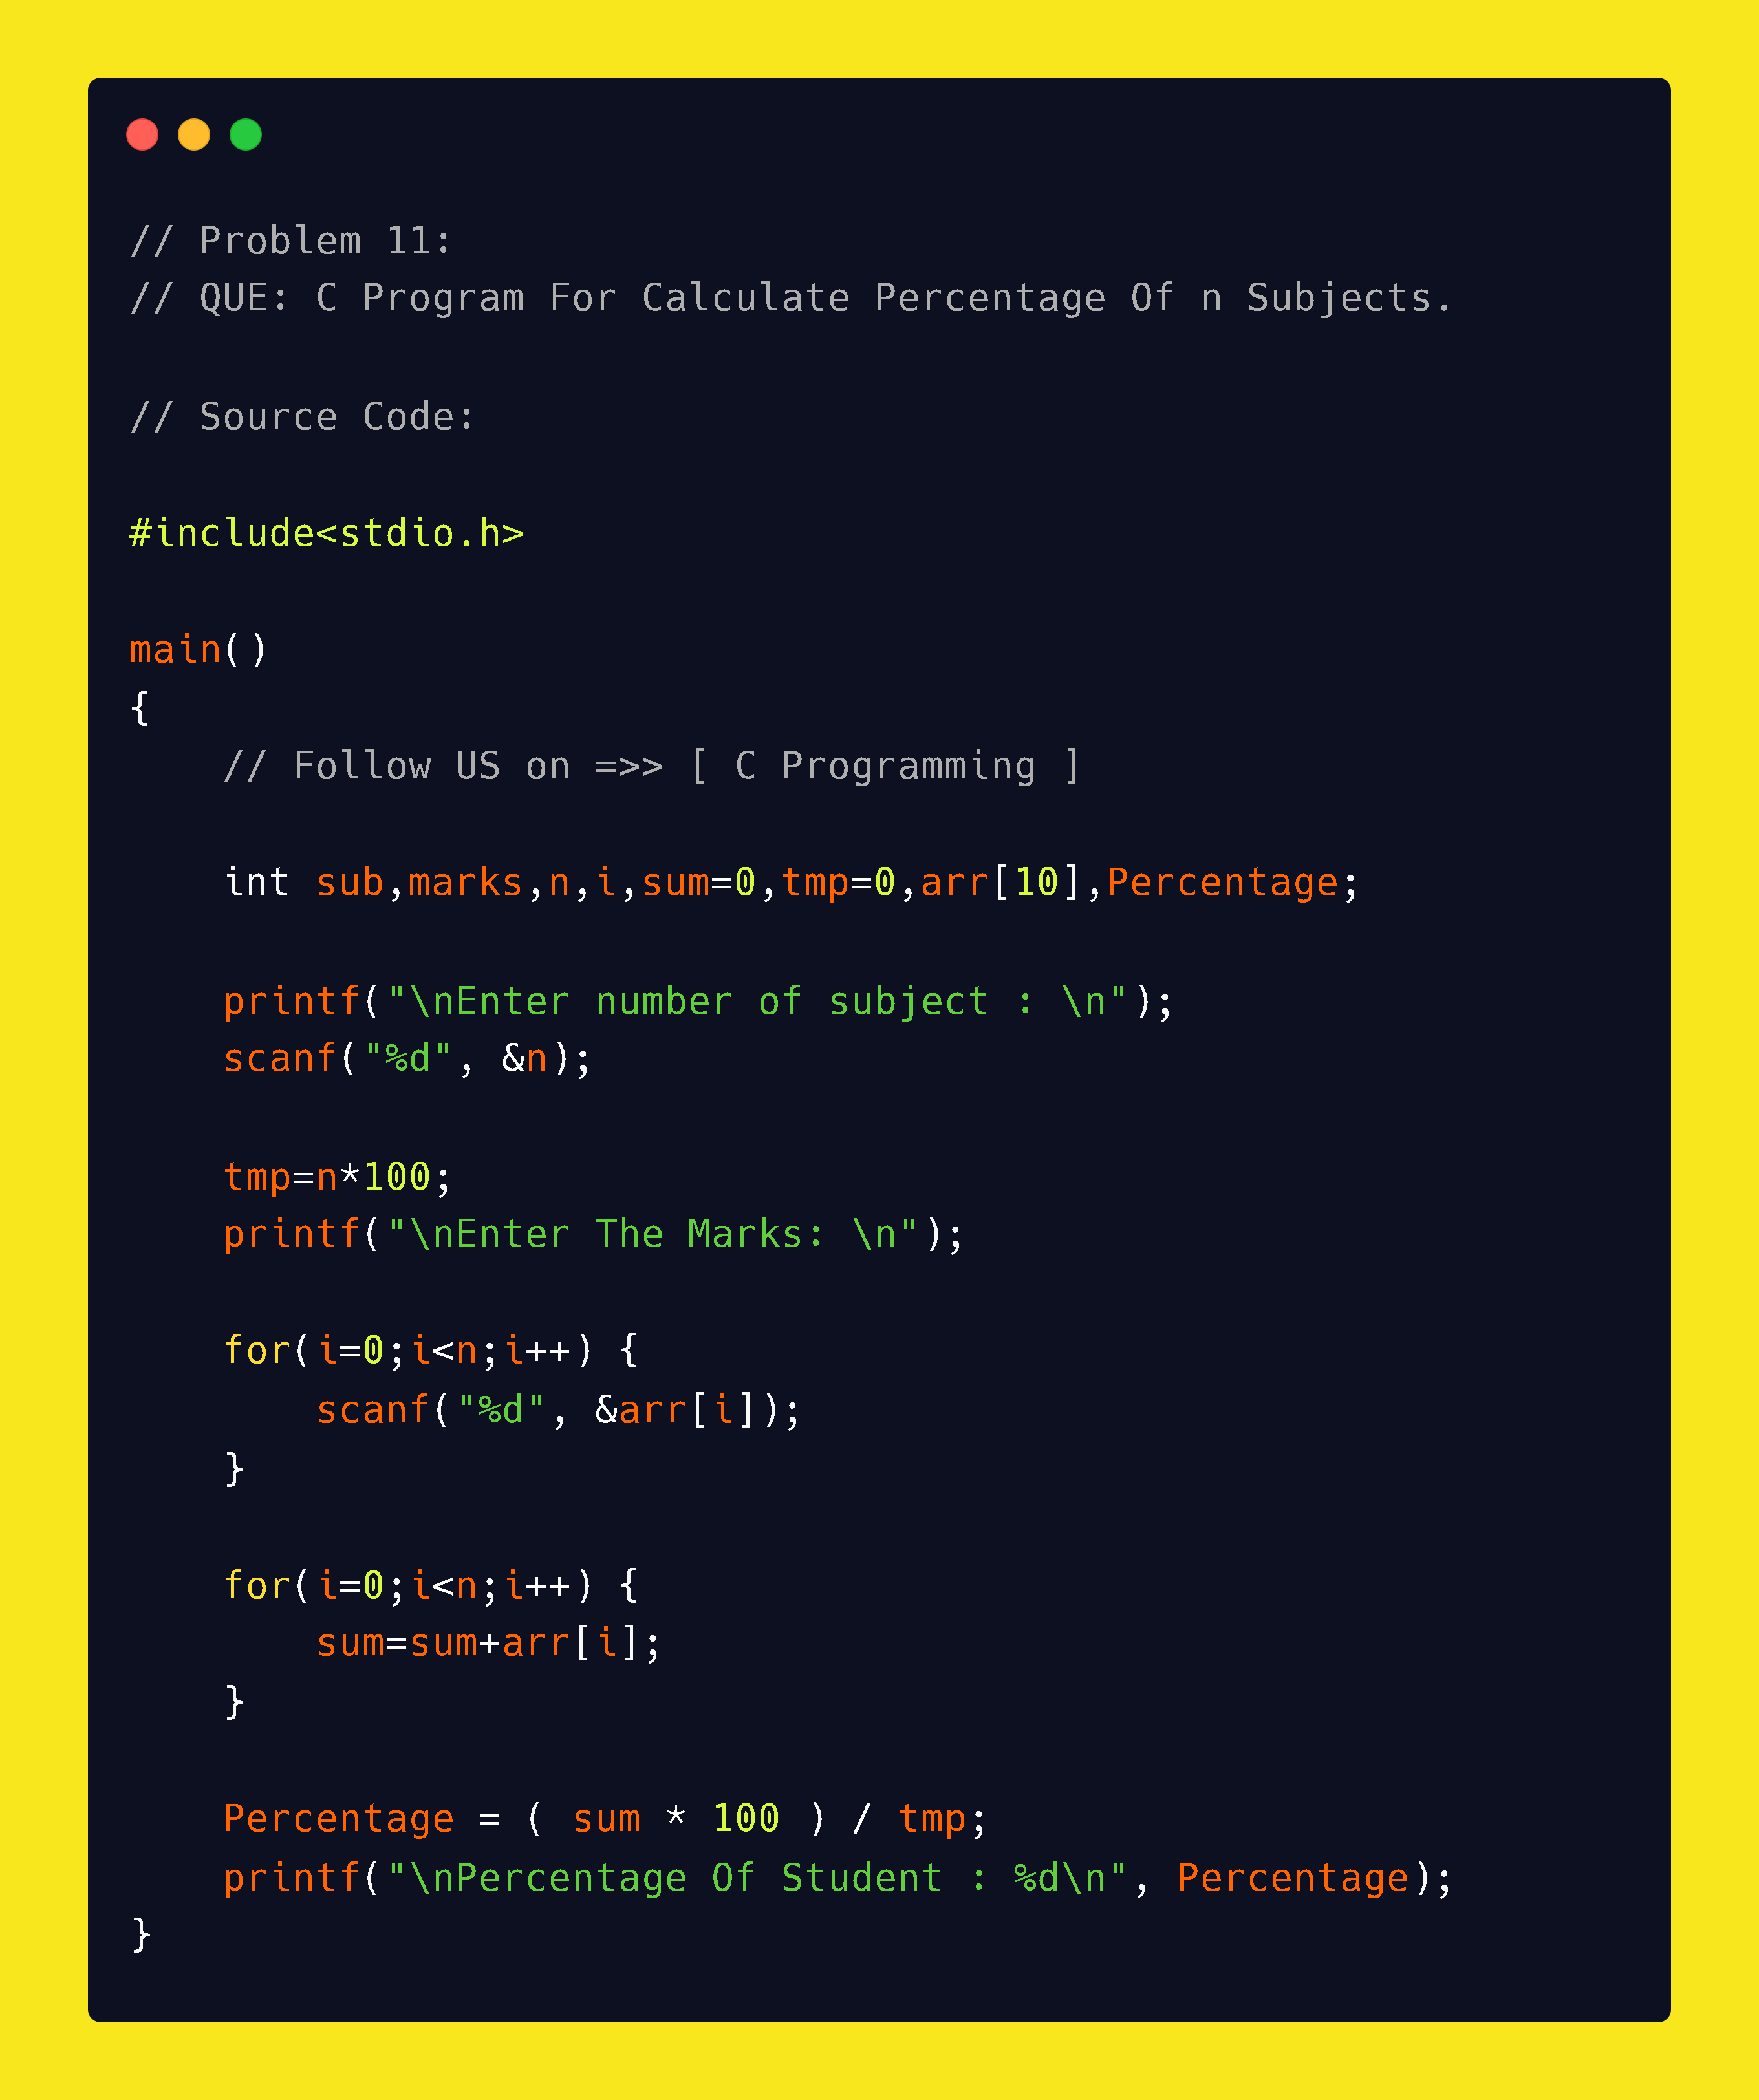 // Problem 11:
// QUE: C Program For Calculate Percentage Of n Subjects.
// Source Code:
#include<stdio.h>
main()
{
    // Follow US on =>> [ C Programming ]
    int sub,marks,n,i,sum=0,tmp=0,arr[10],Percentage;
    printf("\nEnter number of subject : \n");
    scanf("%d", &n);
    tmp=n*100;
    printf("\nEnter The Marks: \n");
    for(i=0;i<n;i++) {
        scanf("%d", &arr[i]);
    }
    for(i=0;i<n;i++) {
        sum=sum+arr[i];
    }
    Percentage = ( sum * 100 ) / tmp;
    printf("\nPercentage Of Student : %d\n", Percentage);
}